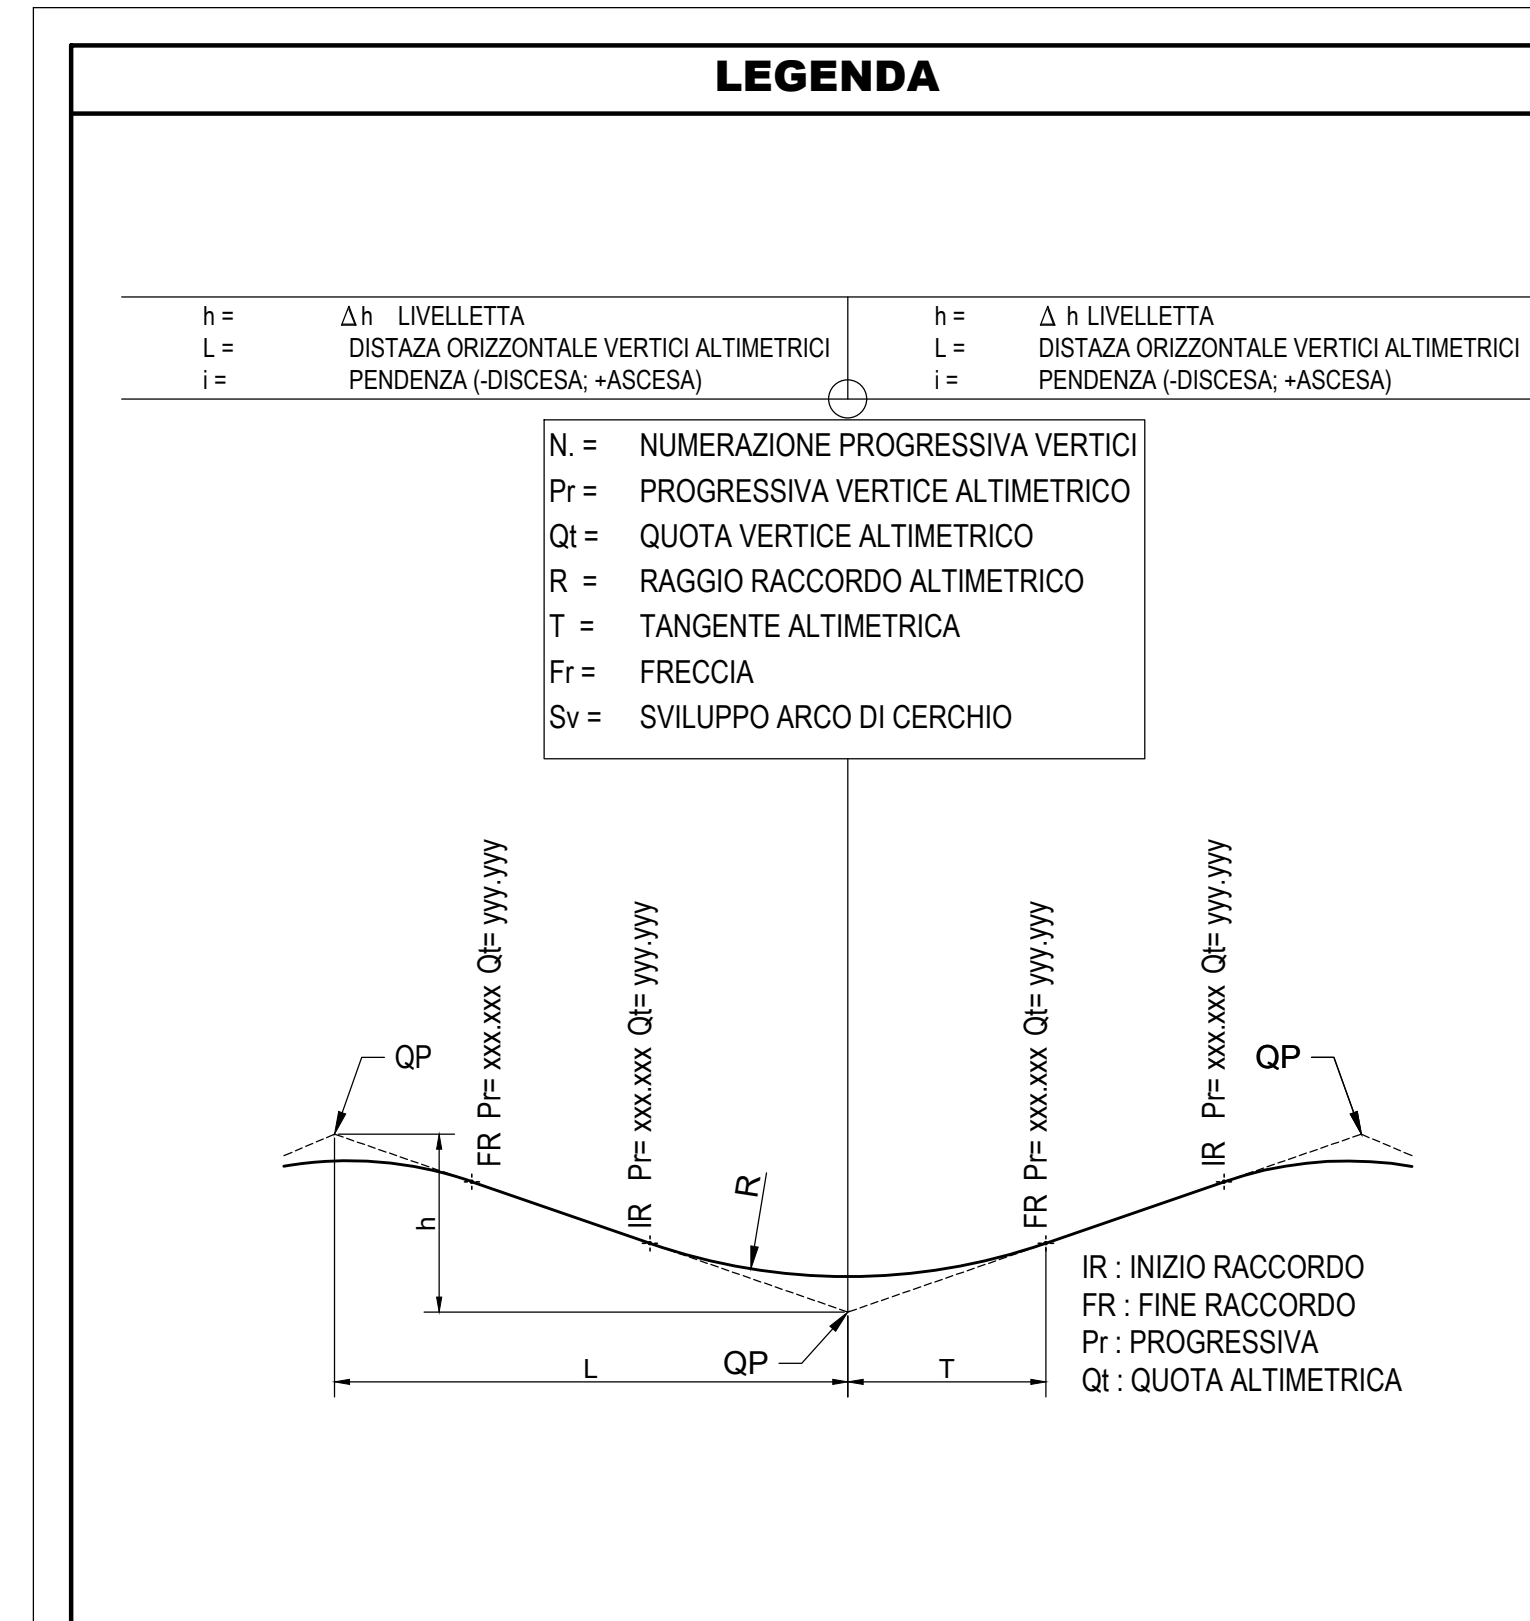 LEGENDA
h = Δ h LIVELLETTA
L = DISTAZA ORIZZONTALE VERTICI ALTIMETRICI
i = PENDENZA (-DISCESA; +ASCESA)
h = Δ h LIVELLETTA
L = DISTAZA ORIZZONTALE VERTICI ALTIMETRICI
i = PENDENZA (-DISCESA; +ASCESA)
N. = NUMERAZIONE PROGRESSIVA VERTICI
Pr = PROGRESSIVA VERTICE ALTIMETRICO
Qt = QUOTA VERTICE ALTIMETRICO
R = RAGGIO RACCORDO ALTIMETRICO
T = TANGENTE ALTIMETRICA
Fr = FRECCIA
Sv = SVILUPPO ARCO DI CERCHIO
QP
FR Pr= xxx.xxx Qt= yyy.yyy
IR Pr= xxx.xxx Qt= yyy.yyy
FR Pr= xxx.xxx Qt= yyy.yyy
IR Pr= xxx.xxx Qt= yyy.yyy
QP
h
R
L
QP
T
IR : INIZIO RACCORDO
FR : FINE RACCORDO
Pr : PROGRESSIVA
Qt : QUOTA ALTIMETRICA